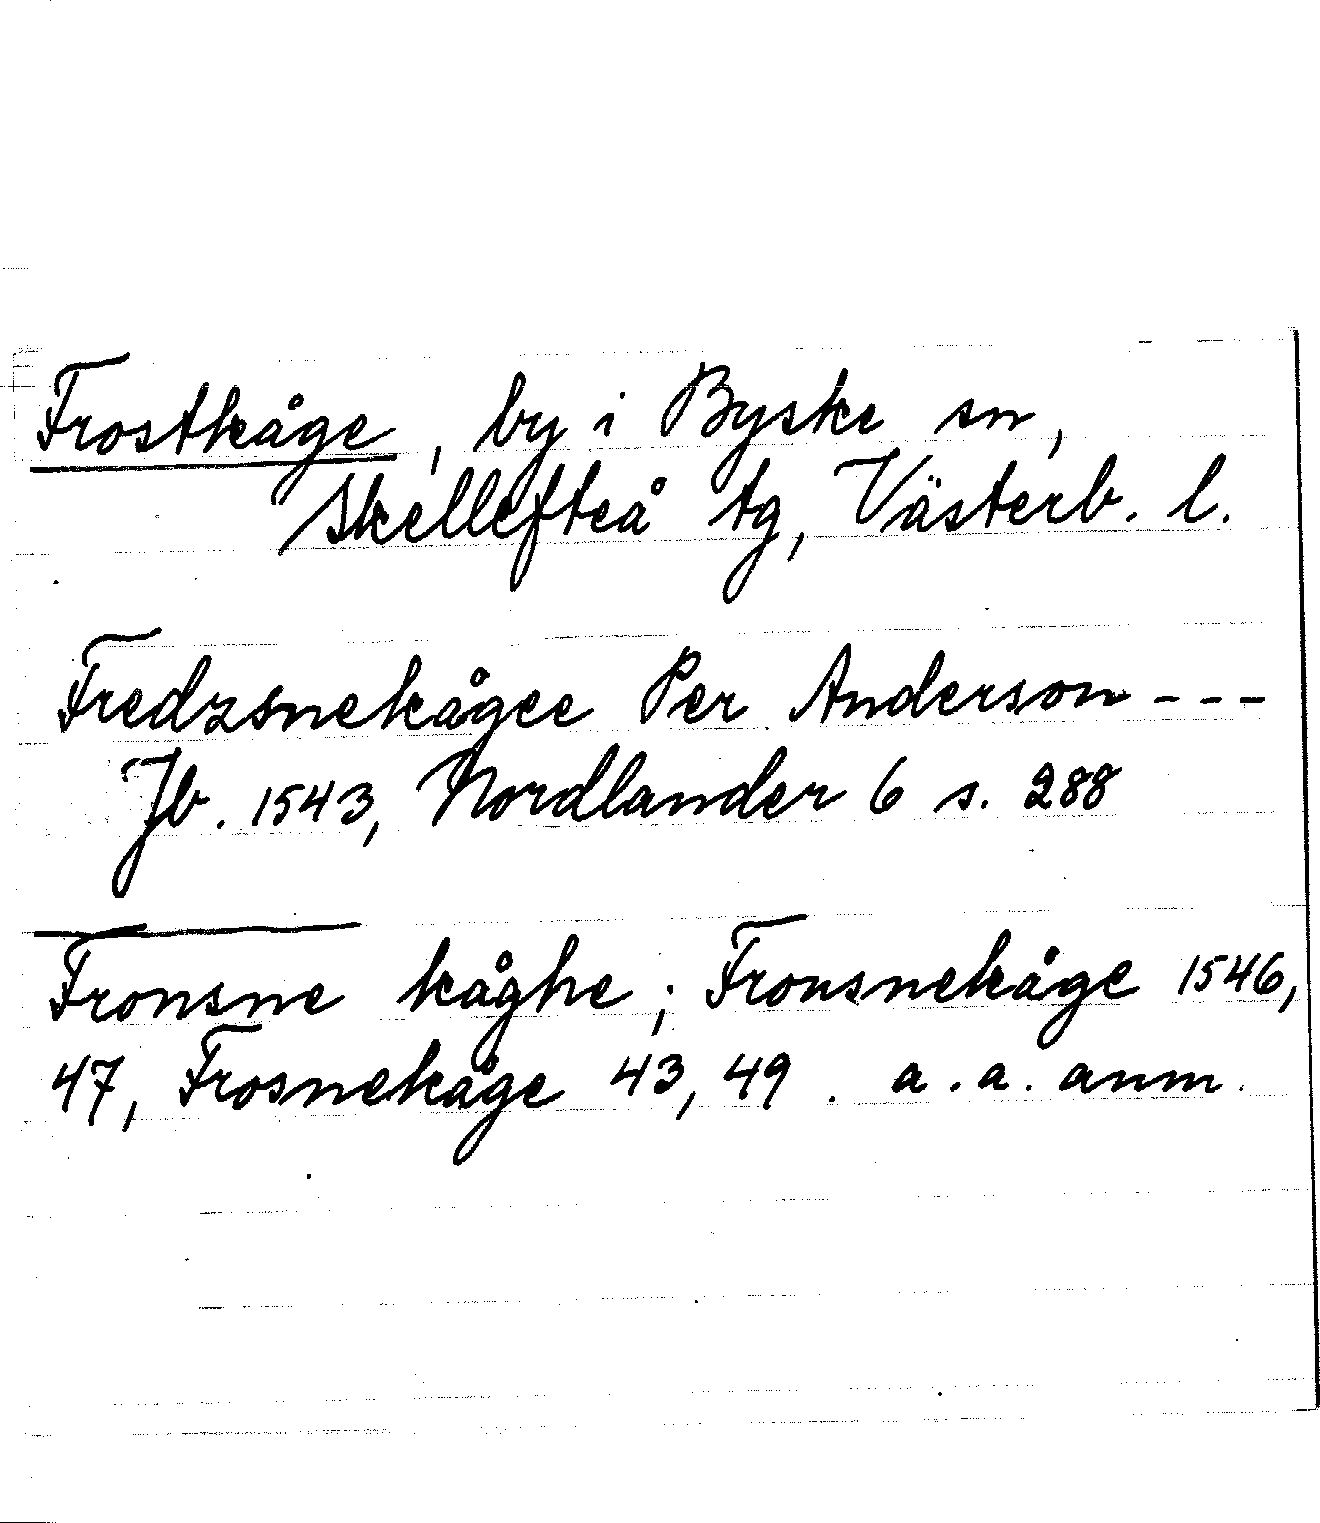 Frostkåge, by i Byske sn,
Skellefteå tg, Västerb. l.
Fredzsnekågee Per Anderson - - -
Jb. 1543, Nordlander 6 s. 288
Fronsne kåghe; Fronsnekåge 1546,
47, Frosnekåge 43, 49. a. a. anm.